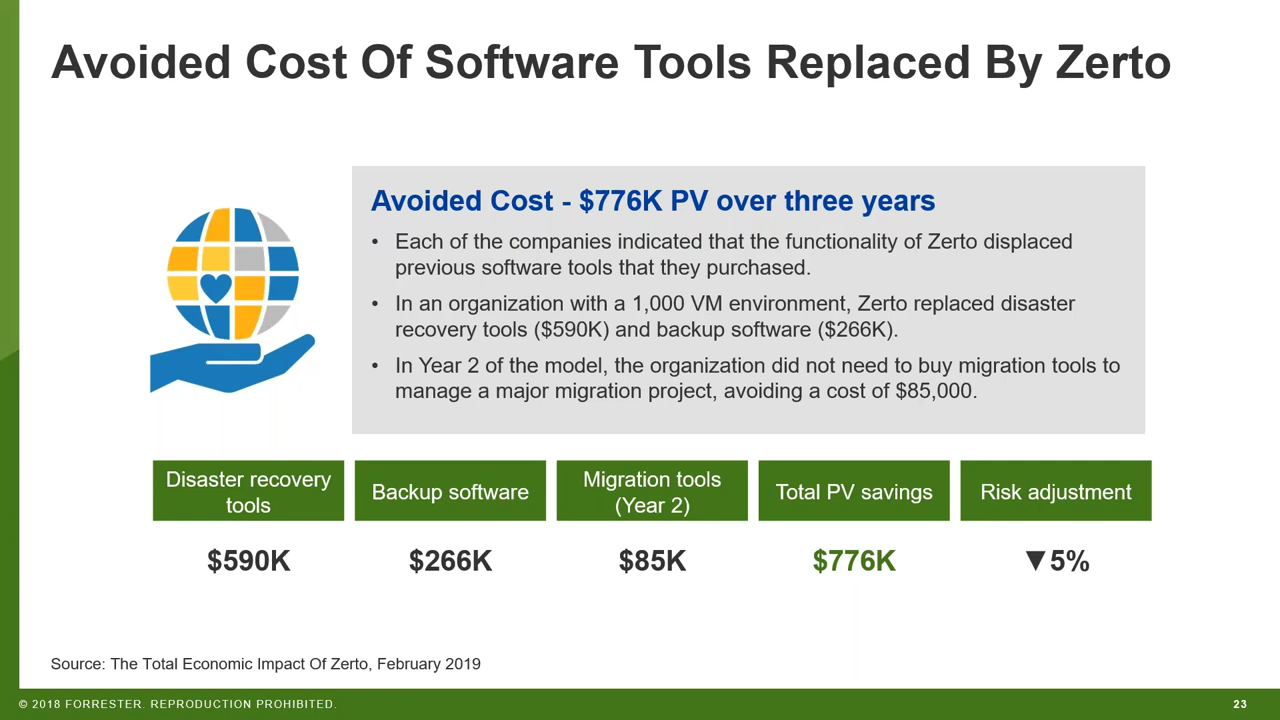 Avoided Cost Of Software Tools Replaced By Zerto
Avoided Cost - $776K PV over three years
• Each of the companies indicated that the functionality of Zerto displaced
previous software tools that they purchased.
• In an organization with a 1,000 VM environment, Zerto replaced disaster
recovery tools ($590K) and backup software ($266K).
• In Year 2 of the model, the organization did not need to buy migration tools to
manage a major migration project, avoiding a cost of $85,000.
Disaster recovery
tools
$590K
Backup software
$266K
Migration tools
(Year 2)
$85K
Total PV savings
$776K
Risk adjustment
▼5%
Source: The Total Economic Impact Of Zerto, February 2019
© 2018 FORRESTER. REPRODUCTION PROHIBITED.
23